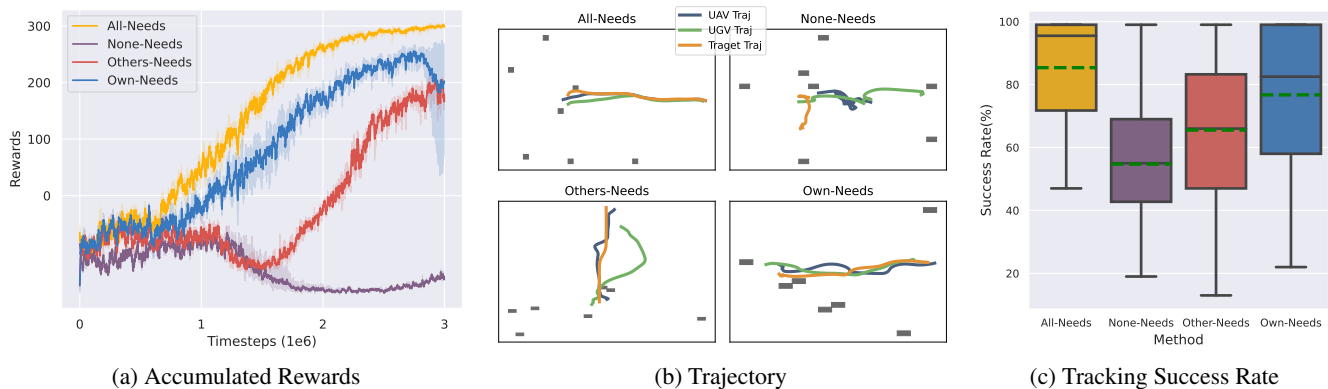 All-Needs
None-Needs
Others-Needs
Own-Needs
300
200
100
0
Rewards
0
1
2
3
Timesteps (1e6)
(a) Accumulated Rewards
All-Needs
None-Needs
UAV Traj
UGV Traj
Traget Traj
Others-Needs
Own-Needs
(b) Trajectory
100
80
60
40
20
Success Rate(%)
All-Needs
None-Needs
Other-Needs
Own-Needs
Method
(c) Tracking Success Rate